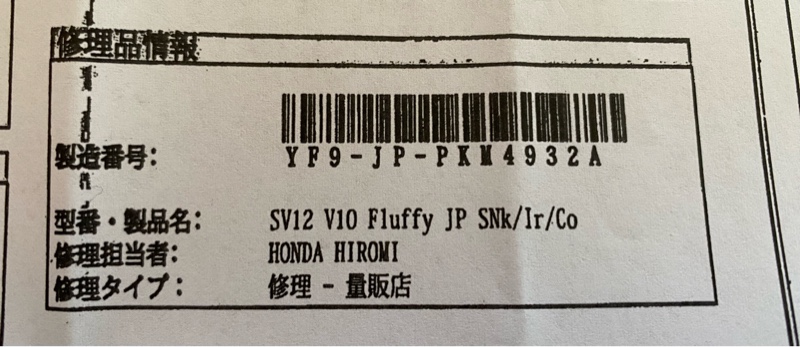 修理品情報
製造番号: YF9-JP-PKM4932A
型番・製品名: SV12 V10 Fluffy JP SNk/Ir/Co
修理担当者: HONDA HIROMI
修理タイプ: 修理 - 量販店